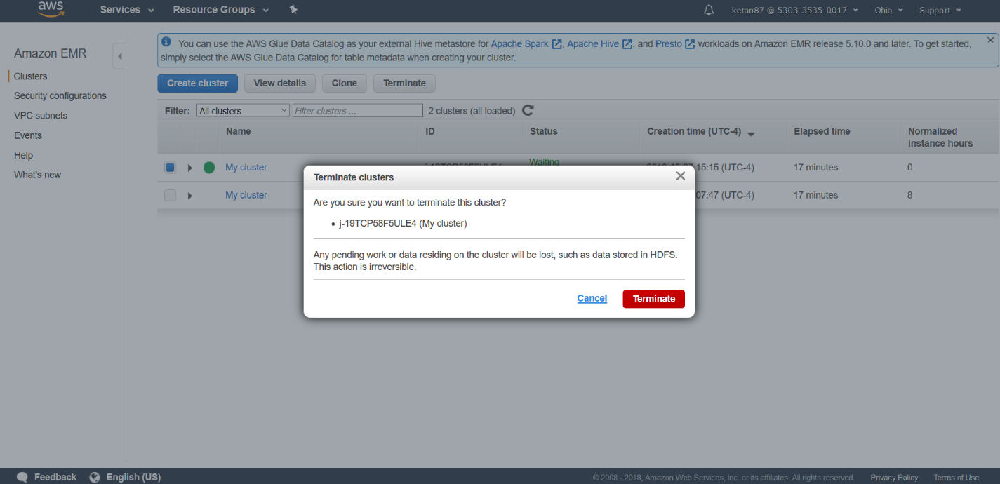 aws
Services
Resource Groups
ketan87 @ 5303-3535-0017
Ohio
Support
Amazon EMR
Clusters
Security configurations
VPC subnets
Events
Help
What's new
You can use the AWS Glue Data Catalog as your external Hive metastore for Apache Spark, Apache Hive, and Presto workloads on Amazon EMR release 5.10.0 and later. To get started,
simply select the AWS Glue Data Catalog for table metadata when creating your cluster.
Create cluster
View details
Clone
Terminate
Filter: All clusters Filter clusters ... 2 clusters (all loaded)
Name ID Status Creation time (UTC-4) Elapsed time Normalized
instance hours
My cluster Waiting 15:15 (UTC-4) 17 minutes 0
My cluster 07:47 (UTC-4) 17 minutes 8
Terminate clusters
Are you sure you want to terminate this cluster?
• j-19TCP58F5ULE4 (My cluster)
Any pending work or data residing on the cluster will be lost, such as data stored in HDFS.
This action is irreversible.
Cancel
Terminate
Feedback
English (US)
© 2008 - 2018, Amazon Web Services, Inc. or its affiliates. All rights reserved.
Privacy Policy
Terms of Use